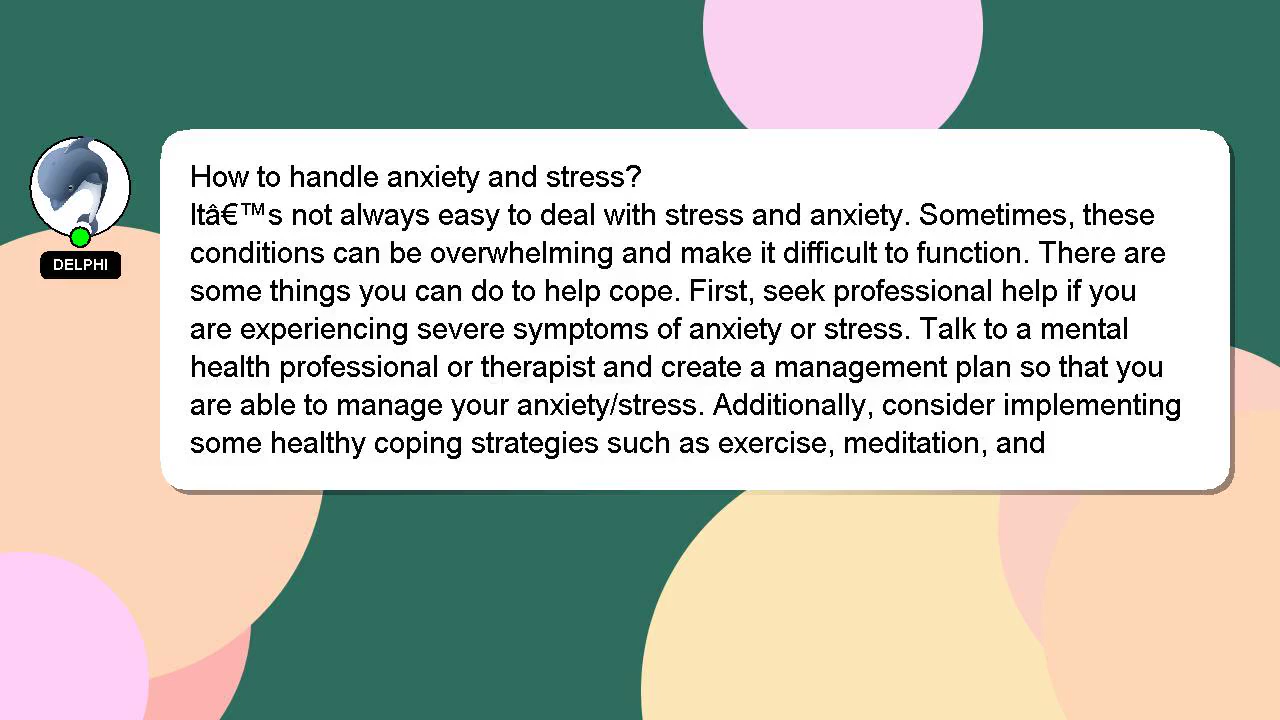 How to handle anxiety and stress?
Itâ€™s not always easy to deal with stress and anxiety. Sometimes, these
conditions can be overwhelming and make it difficult to function. There are
some things you can do to help cope. First, seek professional help if you
are experiencing severe symptoms of anxiety or stress. Talk to a mental
health professional or therapist and create a management plan so that you
are able to manage your anxiety/stress. Additionally, consider implementing
some healthy coping strategies such as exercise, meditation, and
DELPHI